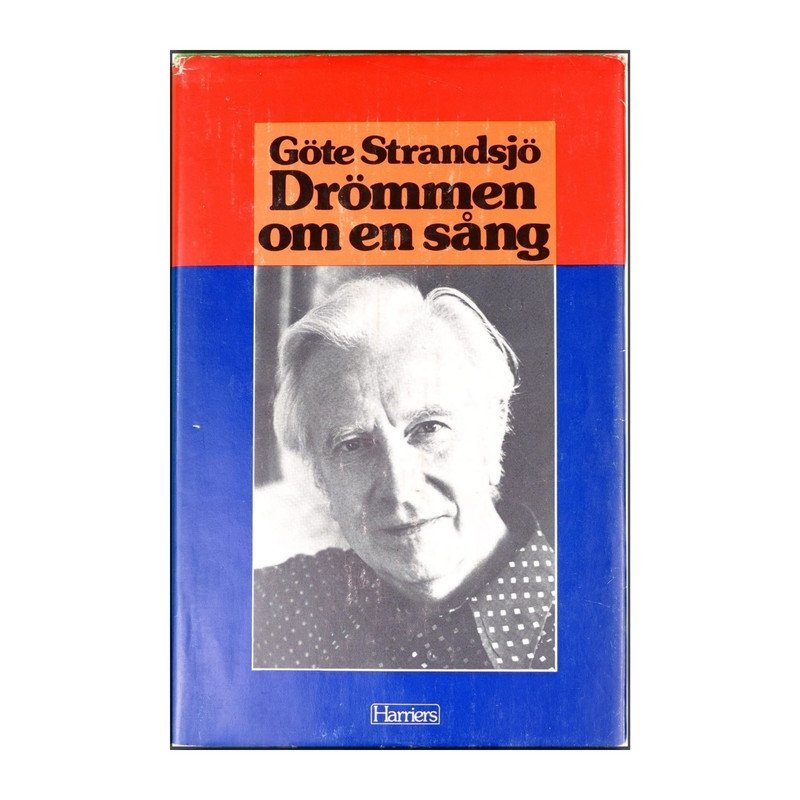 Göte Strandsjö
Drömmen
om en sång
Harriers